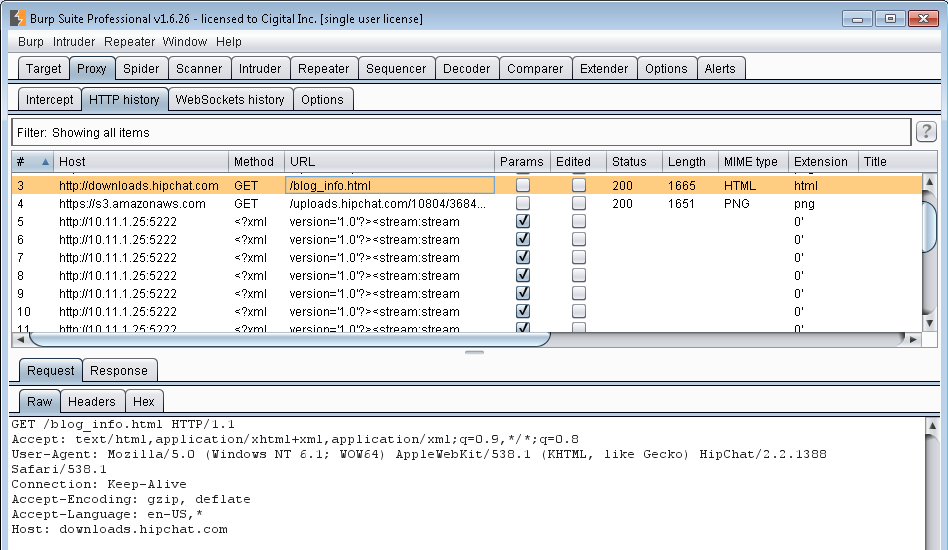 Burp Suite Professional v1.6.26 - licensed to Cigital Inc. [single user license]
Burp Intruder Repeater Window Help
Target Proxy Spider Scanner Intruder Repeater Sequencer Decoder Comparer Extender Options Alerts
Intercept HTTP history WebSockets history Options
Filter: Showing all items ?
# Host Method URL Params Edited Status Length MIME type Extension Title
3 http://downloads.hipchat.com GET /blog_info.html 200 1665 HTML html
4 https://s3.amazonaws.com GET /uploads.hipchat.com/10804/3684... 200 1651 PNG png
5 http://10.11.1.25:5222 <?xml version='1.0'?><stream:stream 0'
6 http://10.11.1.25:5222 <?xml version='1.0'?><stream:stream 0'
7 http://10.11.1.25:5222 <?xml version='1.0'?><stream:stream 0'
8 http://10.11.1.25:5222 <?xml version='1.0'?><stream:stream 0'
9 http://10.11.1.25:5222 <?xml version='1.0'?><stream:stream 0'
10 http://10.11.1.25:5222 <?xml version='1.0'?><stream:stream 0'
11 http://10.11.1.25:5222 <?xml version='1.0'?><stream:stream 0'
Request Response
Raw Headers Hex
GET /blog_info.html HTTP/1.1
Accept: text/html,application/xhtml+xml,application/xml;q=0.9,*/*;q=0.8
User-Agent: Mozilla/5.0 (Windows NT 6.1; WOW64) AppleWebKit/538.1 (KHTML, like Gecko) HipChat/2.2.1388
Safari/538.1
Connection: Keep-Alive
Accept-Encoding: gzip, deflate
Accept-Language: en-US,*
Host: downloads.hipchat.com